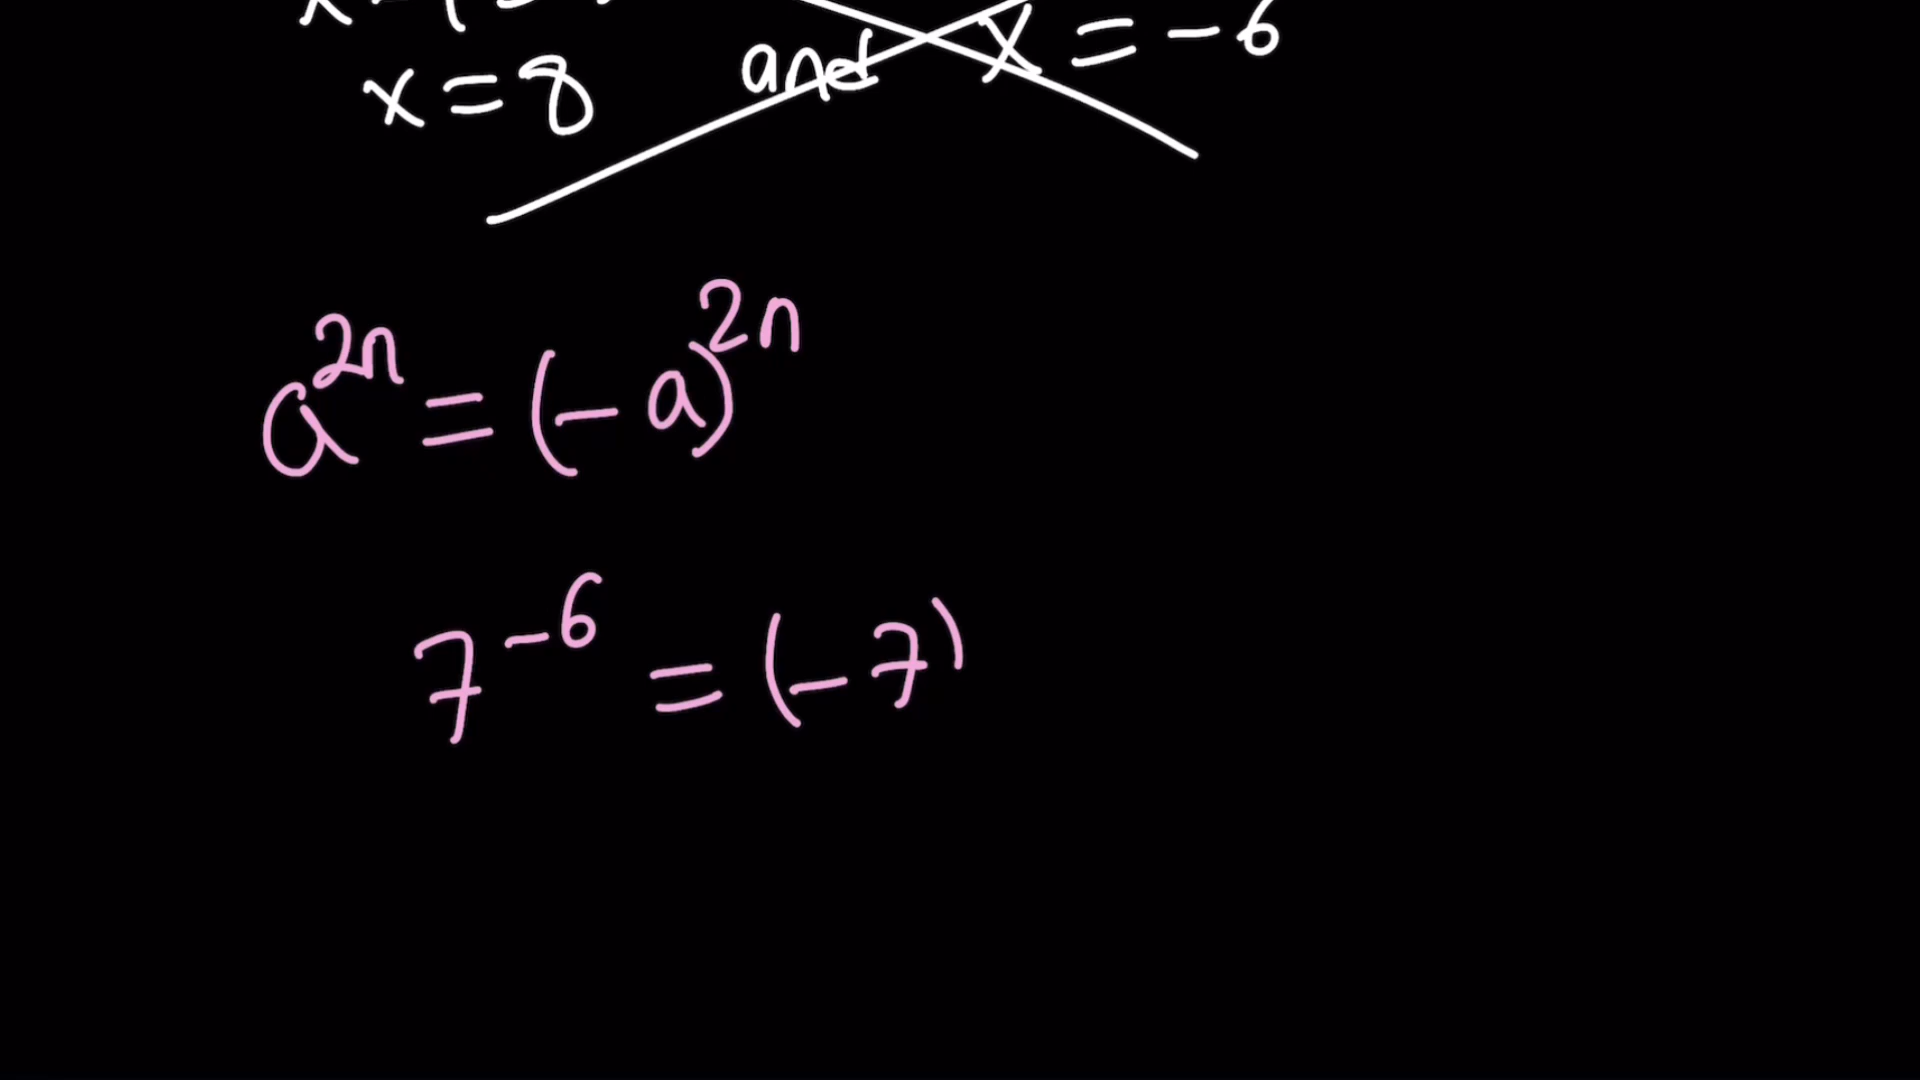 x = 8 and x = -6
a^{2n} = (-a)^{2n}
7^{-6} = (-7)